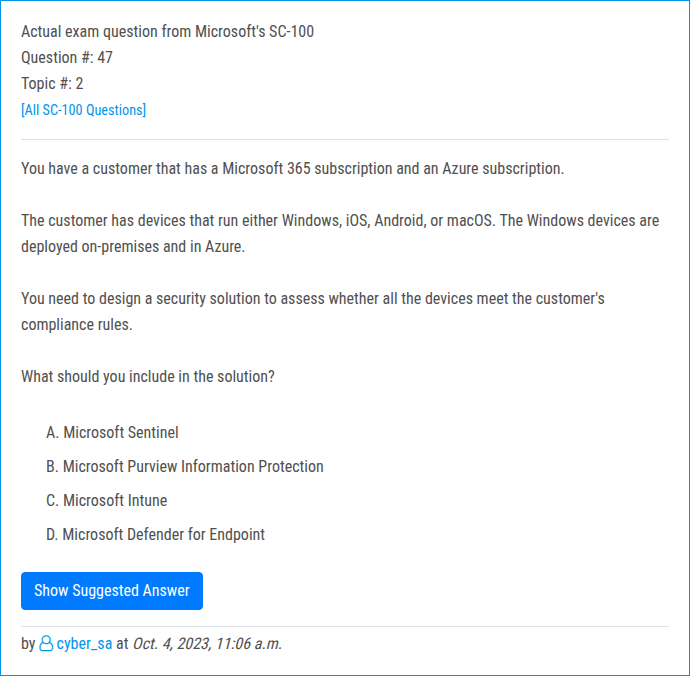 Actual exam question from Microsoft's SC-100
Question #: 47
Topic #: 2
[All SC-100 Questions]
You have a customer that has a Microsoft 365 subscription and an Azure subscription.
The customer has devices that run either Windows, iOS, Android, or macOS. The Windows devices are
deployed on-premises and in Azure.
You need to design a security solution to assess whether all the devices meet the customer's
compliance rules.
What should you include in the solution?
A. Microsoft Sentinel
B. Microsoft Purview Information Protection
C. Microsoft Intune
D. Microsoft Defender for Endpoint
Show Suggested Answer
by cyber_sa at Oct. 4, 2023, 11:06 a.m.